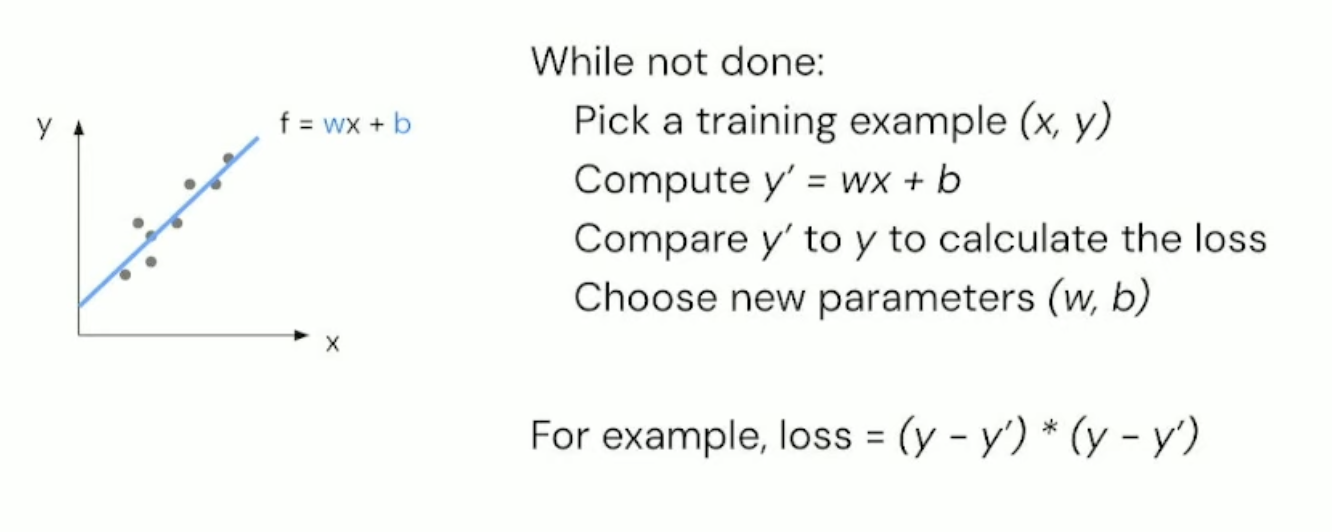 y
f = wx + b
x
While not done:
Pick a training example (x, y)
Compute y′ = wx + b
Compare y′ to y to calculate the loss
Choose new parameters (w, b)
For example, loss = (y - y′) * (y - y′)